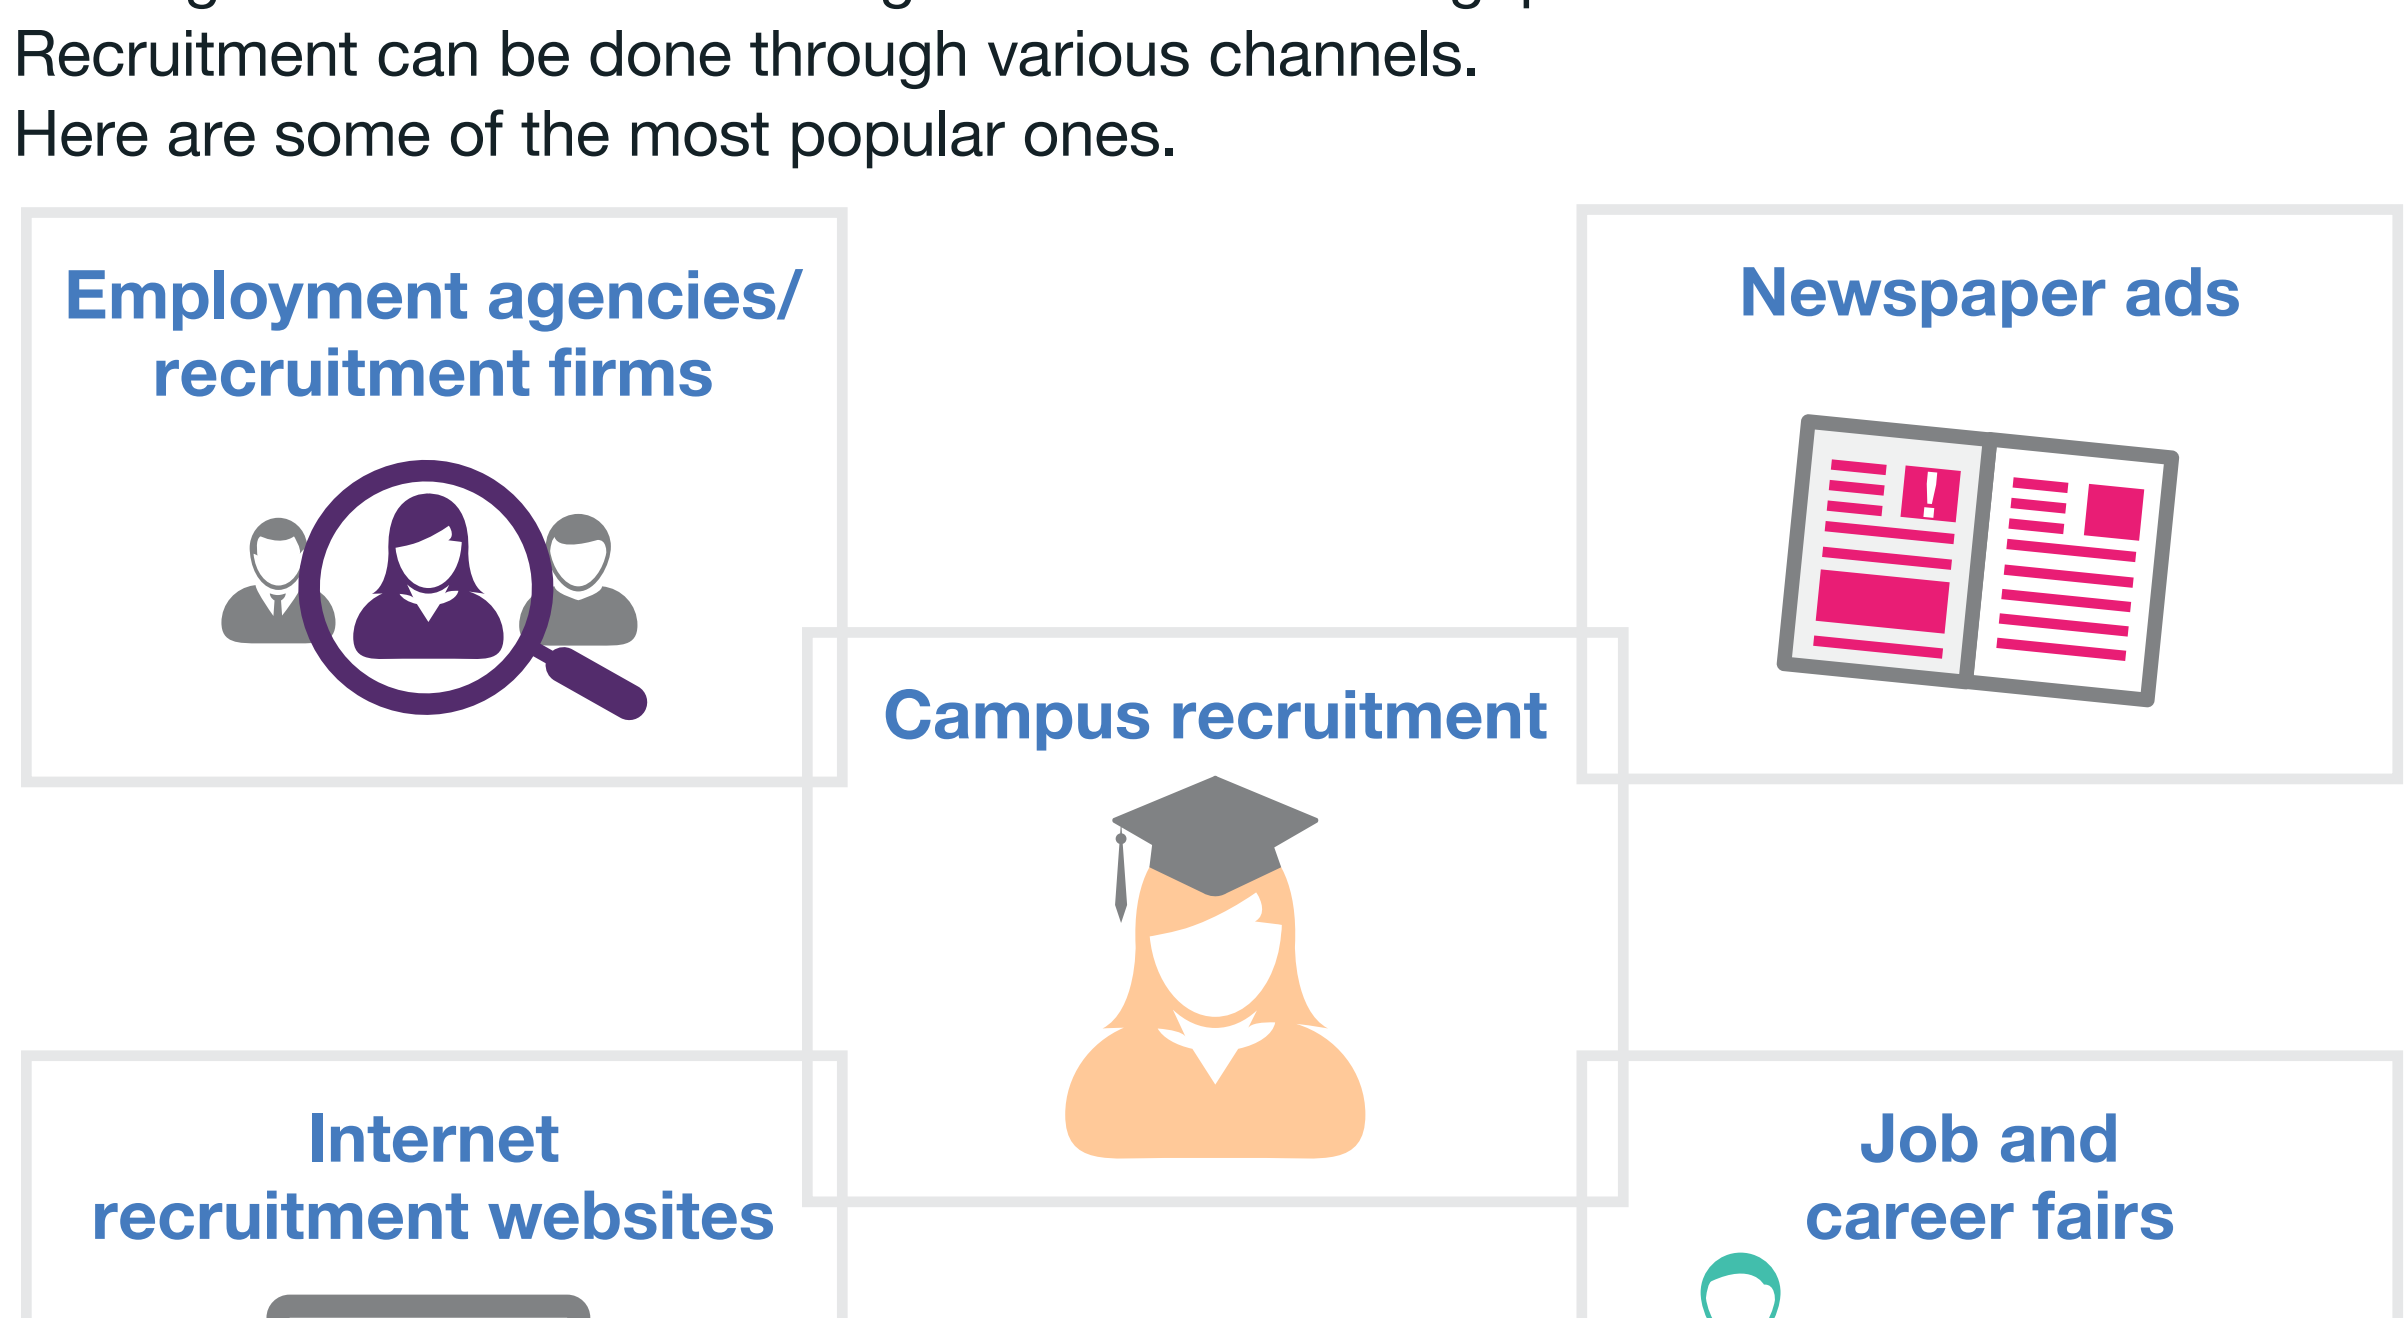 Recruitment can be done through various channels.
Here are some of the most popular ones.
Employment agencies/
recruitment firms
Newspaper ads
!
Campus recruitment
Internet
recruitment websites
Job and
career fairs